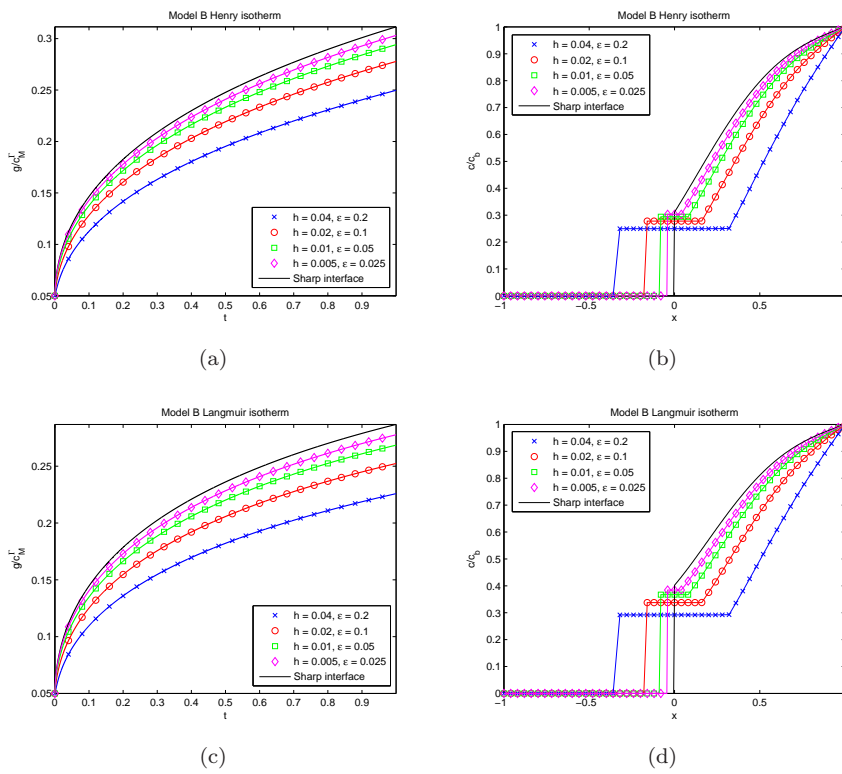 Model B Henry isotherm
g/c_M^Γ
0.3
0.25
0.2
0.15
0.1
0.05
h = 0.04, ε = 0.2
h = 0.02, ε = 0.1
h = 0.01, ε = 0.05
h = 0.005, ε = 0.025
Sharp interface
0 0.1 0.2 0.3 0.4 0.5 0.6 0.7 0.8 0.9
t
(a)
Model B Henry isotherm
c/c_b
1
0.9
0.8
0.7
0.6
0.5
0.4
0.3
0.2
0.1
0
h = 0.04, ε = 0.2
h = 0.02, ε = 0.1
h = 0.01, ε = 0.05
h = 0.005, ε = 0.025
Sharp interface
-1 -0.5 0 0.5
x
(b)
Model B Langmuir isotherm
g/c_M^Γ
0.25
0.2
0.15
0.1
0.05
h = 0.04, ε = 0.2
h = 0.02, ε = 0.1
h = 0.01, ε = 0.05
h = 0.005, ε = 0.025
Sharp interface
0 0.1 0.2 0.3 0.4 0.5 0.6 0.7 0.8 0.9
t
(c)
Model B Langmuir isotherm
c/c_b
1
0.9
0.8
0.7
0.6
0.5
0.4
0.3
0.2
0.1
0
h = 0.04, ε = 0.2
h = 0.02, ε = 0.1
h = 0.01, ε = 0.05
h = 0.005, ε = 0.025
Sharp interface
-1 -0.5 0 0.5
x
(d)